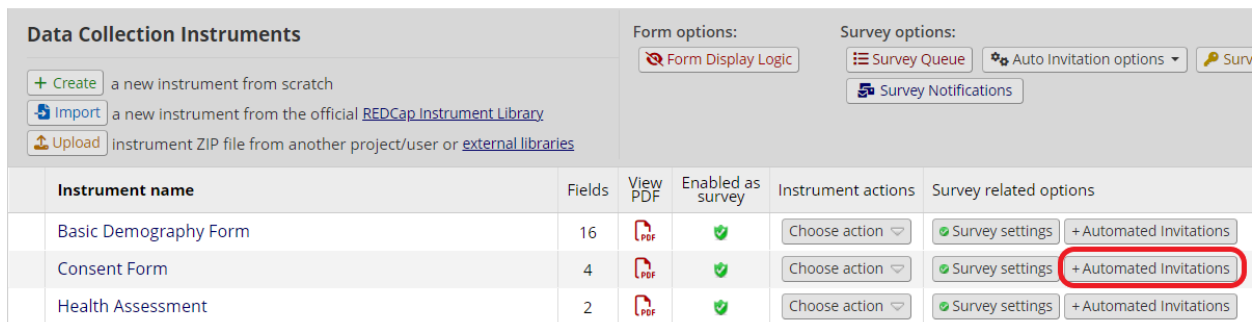 Data Collection Instruments
+ Create a new instrument from scratch
Import a new instrument from the official REDCap Instrument Library
Upload instrument ZIP file from another project/user or external libraries
Form options:
Form Display Logic
Survey options:
Survey Queue Auto Invitation options Surv
Survey Notifications
Instrument name Fields View PDF Enabled as survey Instrument actions Survey related options
Basic Demography Form 16 PDF Choose action Survey settings +Automated Invitations
Consent Form 4 PDF Choose action Survey settings +Automated Invitations
Health Assessment 2 PDF Choose action Survey settings +Automated Invitations